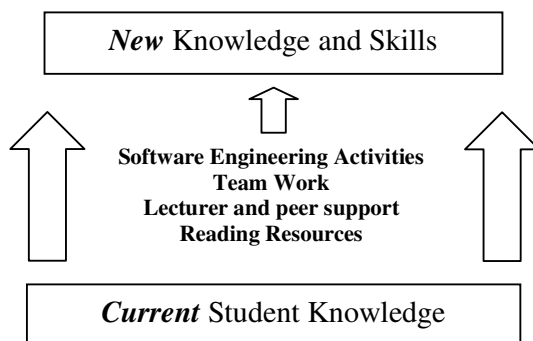 New Knowledge and Skills
Software Engineering Activities
Team Work
Lecturer and peer support
Reading Resources
Current Student Knowledge